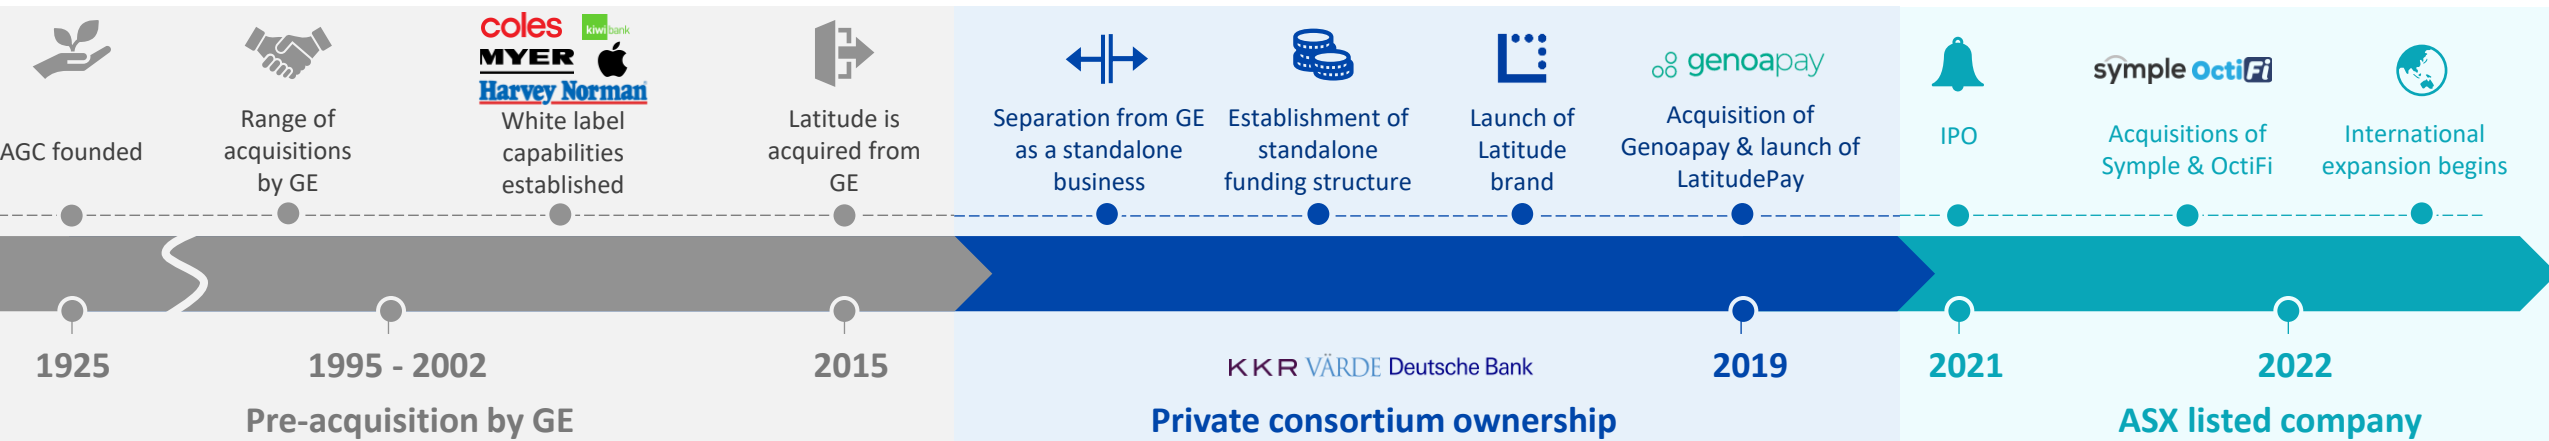 AGC founded
Range of
acquisitions
by GE
coles
kiwibank
MYER
Harvey Norman
White label
capabilities
established
Latitude is
acquired from
GE
Separation from GE
as a standalone
business
Establishment of
standalone
funding structure
Launch of
Latitude
brand
genoapay
Acquisition of
Genoapay & launch of
LatitudePay
IPO
symple OctiFi
Acquisitions of
Symple & OctiFi
International
expansion begins
1925
1995 - 2002
2015
KKR VÄRDE Deutsche Bank
2019
2021
2022
Pre-acquisition by GE
Private consortium ownership
ASX listed company